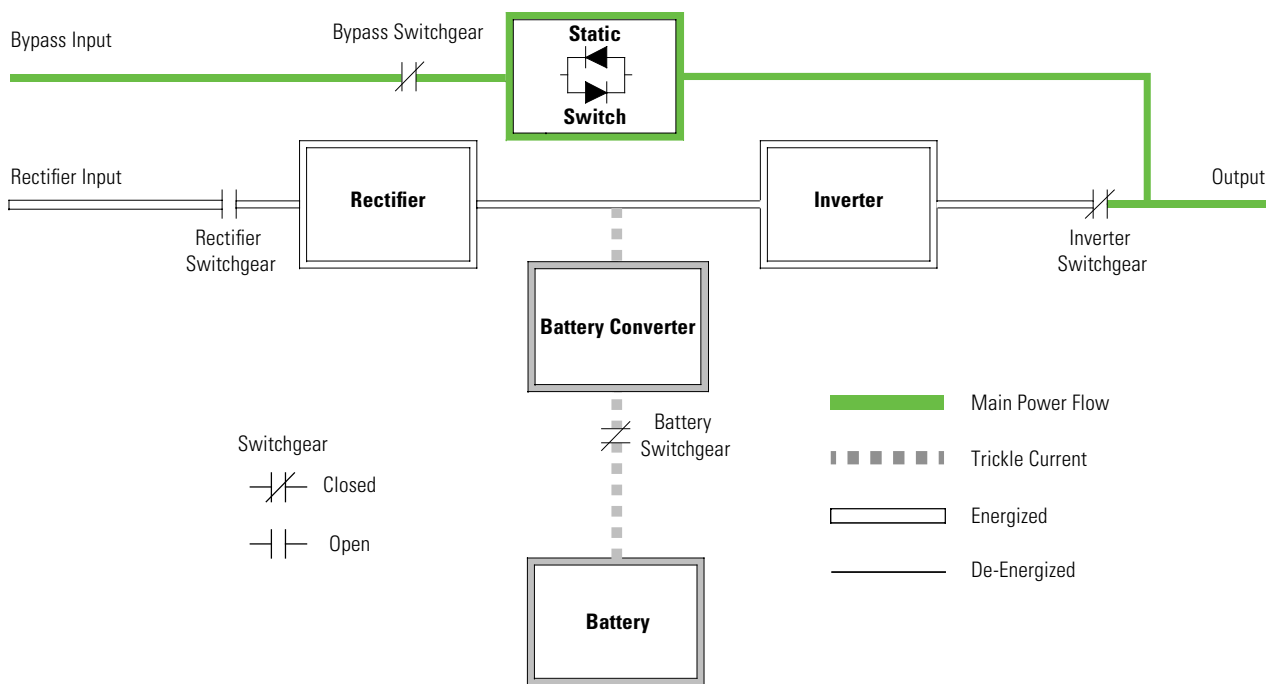 Bypass Input
Bypass Switchgear
Static
Switch
Rectifier Input
Rectifier
Switchgear
Rectifier
Inverter
Output
Inverter
Switchgear
Battery Converter
Battery
Switchgear
Battery
Switchgear
Closed
Open
Main Power Flow
Trickle Current
Energized
De-Energized